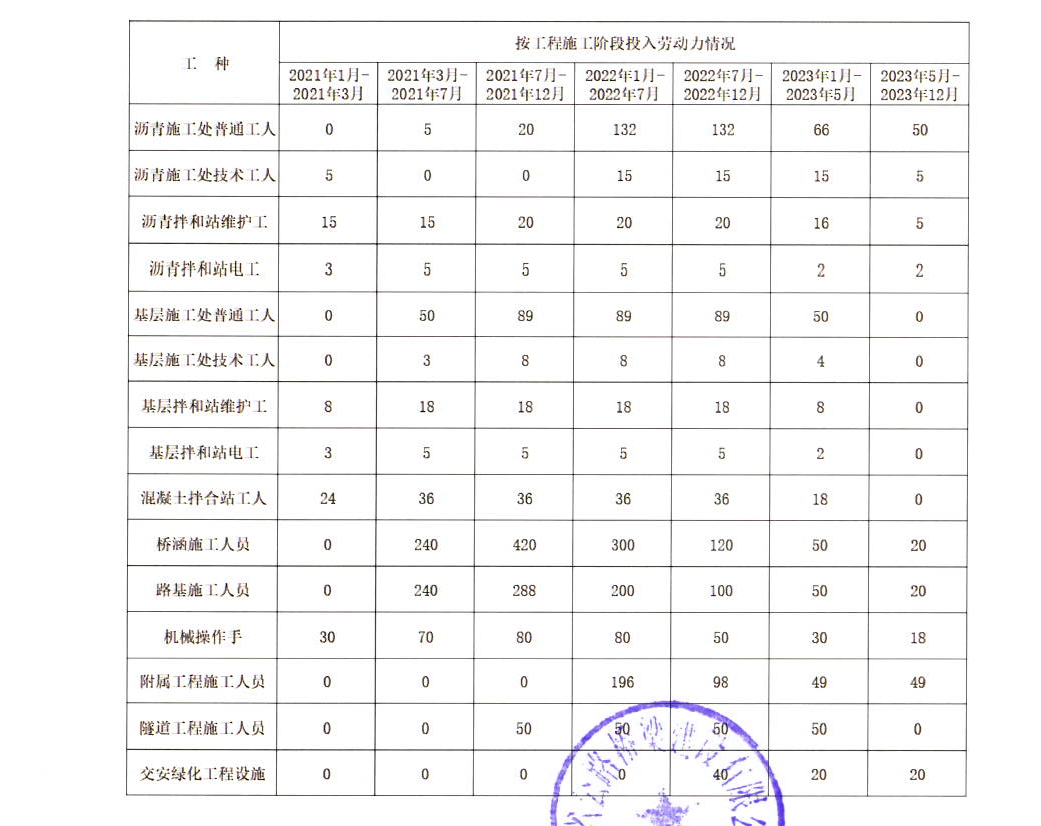 工 种 按工程施工阶段投入劳动力情况
2021年1月- 2021年3月- 2021年7月- 2022年1月- 2022年7月- 2023年1月- 2023年5月-
2021年3月 2021年7月 2021年12月 2022年7月 2022年12月 2023年5月 2023年12月
沥青施工处普通工人 0 5 20 132 132 66 50
沥青施工处技术工人 5 0 0 15 15 15 5
沥青拌和站维护工 15 15 20 20 20 16 5
沥青拌和站电工 3 5 5 5 5 2 2
基层施工处普通工人 0 50 89 89 89 50 0
基层施工处技术工人 0 3 8 8 8 4 0
基层拌和站维护工 8 18 18 18 18 8 0
基层拌和站电工 3 5 5 5 5 2 0
混凝土拌合站工人 24 36 36 36 36 18 0
桥涵施工人员 0 240 420 300 120 50 20
路基施工人员 0 240 288 200 100 50 20
机械操作手 30 70 80 80 50 30 18
附属工程施工人员 0 0 0 196 98 49 49
隧道工程施工人员 0 0 50 50 50 50 0
交安绿化工程设施 0 0 0 0 40 20 20
路桥梁建设有限公